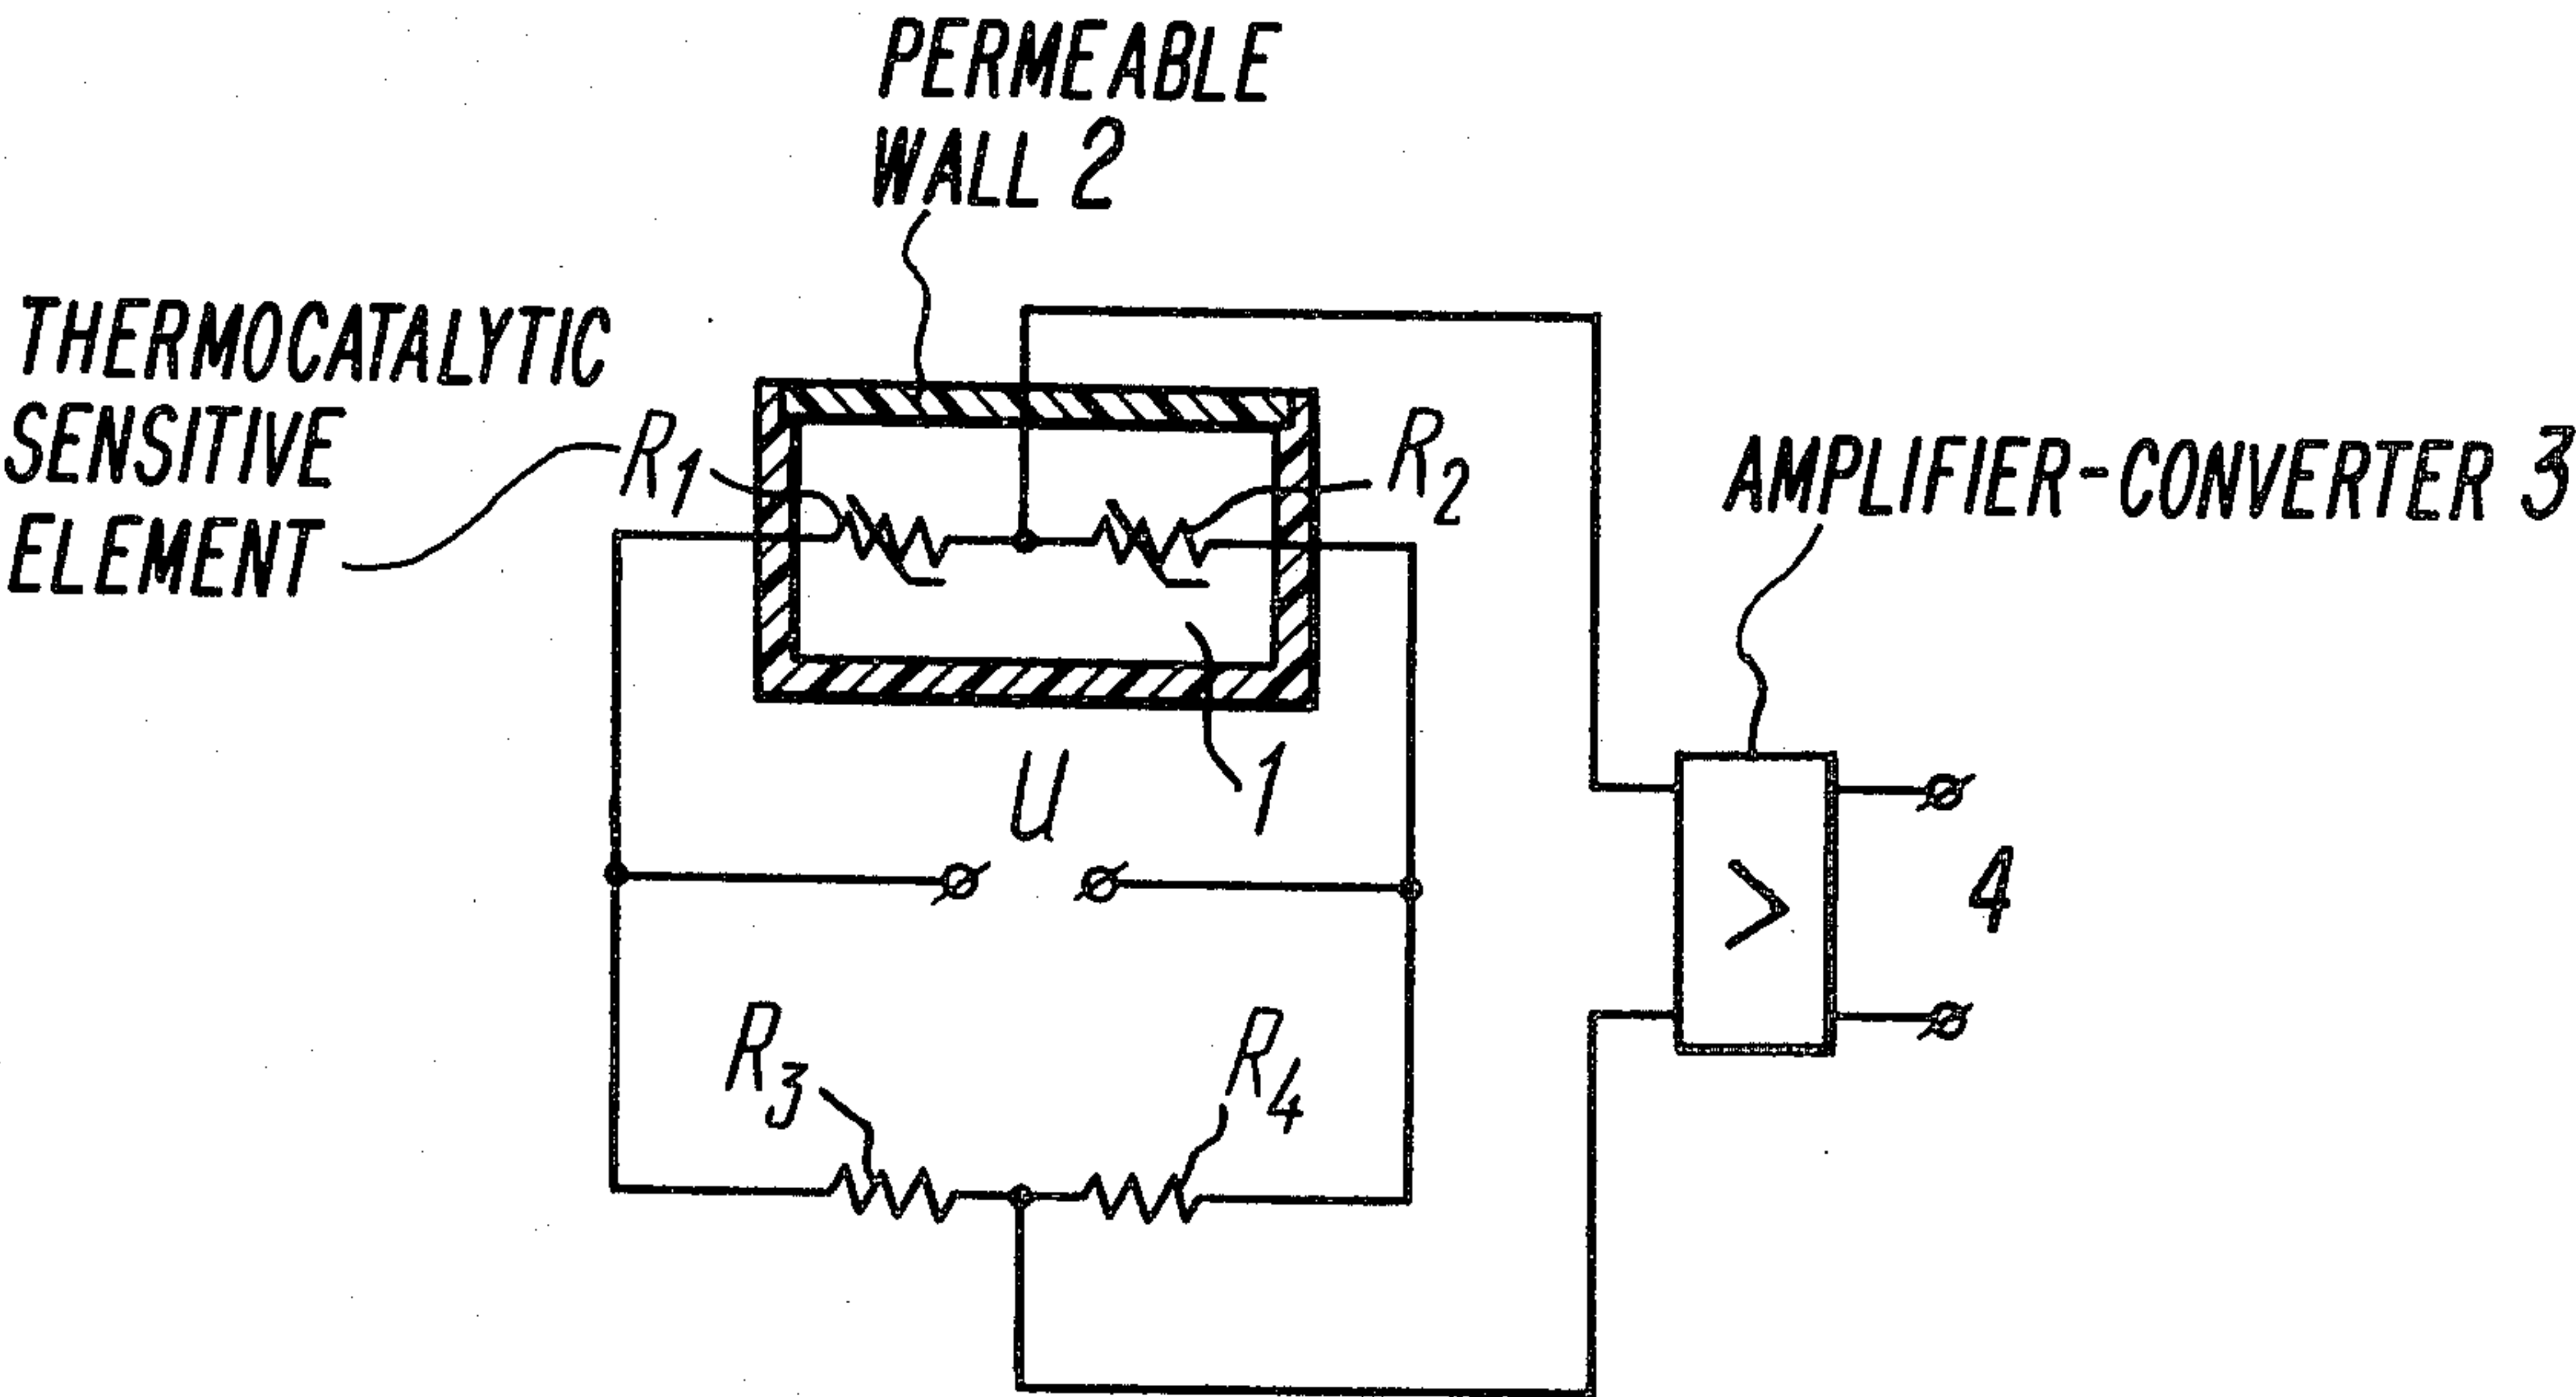 PERMEABLE
WALL 2
THERMOCATALYTIC
SENSITIVE
ELEMENT
R1
R2
AMPLIFIER-CONVERTER 3
U
1
>
4
R3
R4